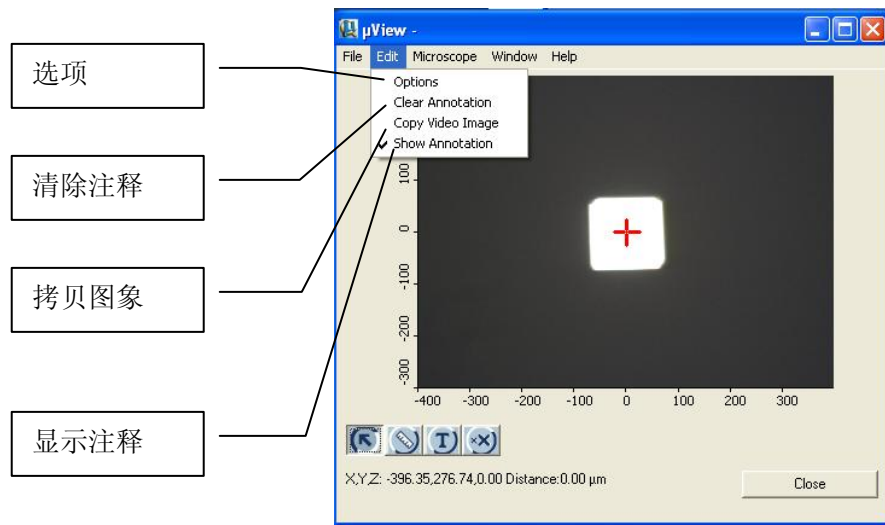 选项
清除注释
拷贝图象
显示注释
μView -
File Edit Microscope Window Help
Options
Clear Annotation
Copy Video Image
Show Annotation
100
0
-100
-200
-300
-400 -300 -200 -100 0 100 200 300
T
X,Y,Z: -396.35,276.74,0.00 Distance:0.00 μm
Close